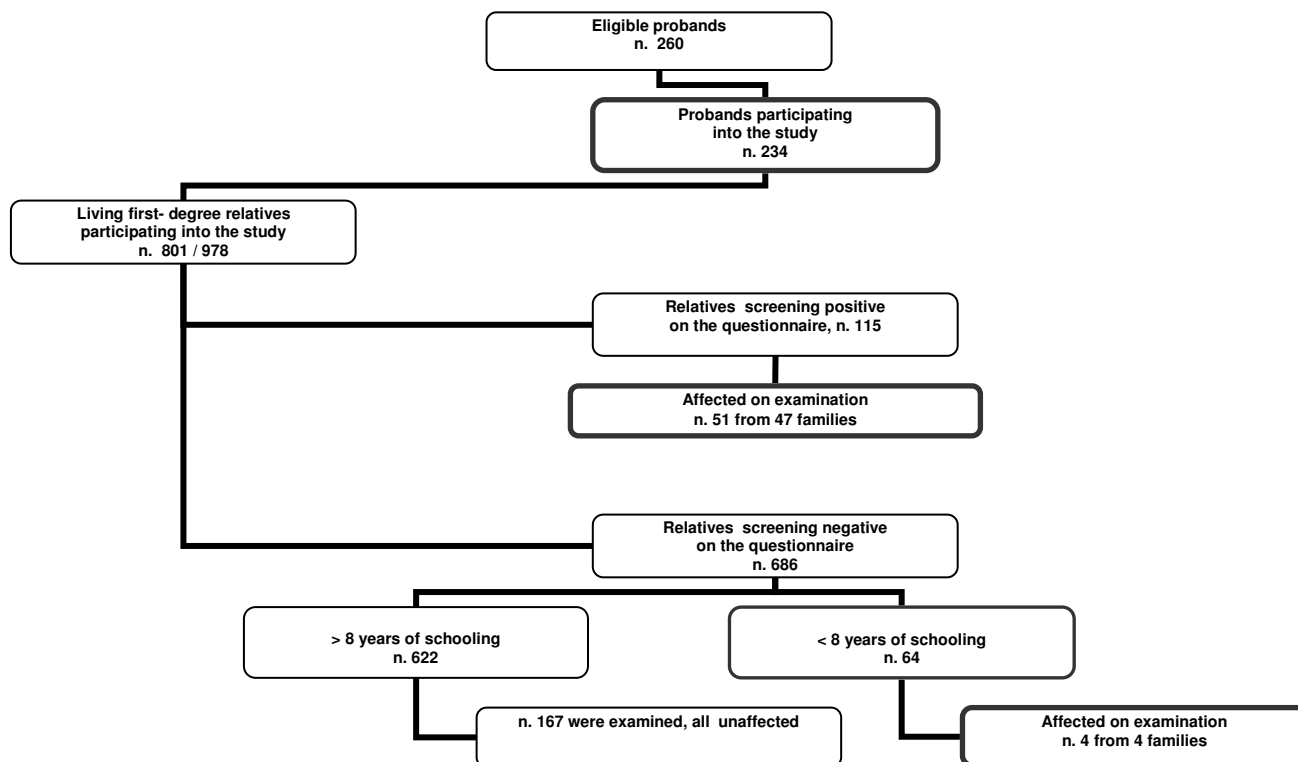 Eligible probands
n. 260
Probands participating
into the study
n. 234
Living first- degree relatives
participating into the study
n. 801 / 978
Relatives screening positive
on the questionnaire, n. 115
Affected on examination
n. 51 from 47 families
Relatives screening negative
on the questionnaire
n. 686
> 8 years of schooling
n. 622
< 8 years of schooling
n. 64
n. 167 were examined, all unaffected
Affected on examination
n. 4 from 4 families